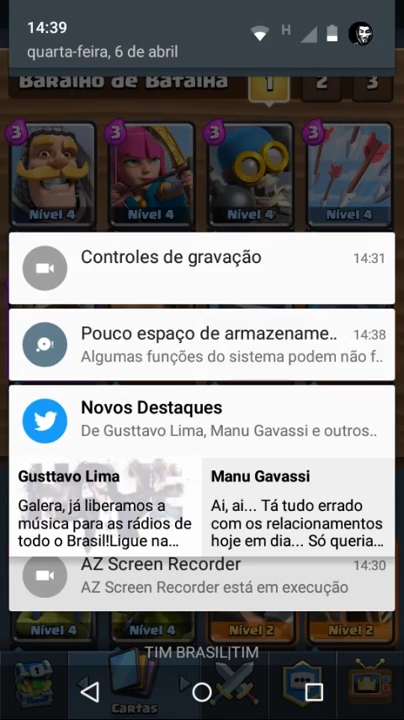 14:39
H
quarta-feira, 6 de abril
Baralho de Batalha
1 2 3
3 3 3 3
Nível 4 Nível 4 Nível 4 Nível 4
Controles de gravação 14:31
Pouco espaço de armazename.. 14:38
Algumas funções do sistema podem não f..
Novos Destaques
De Gusttavo Lima, Manu Gavassi e outros..
Gusttavo Lima
Galera, já liberamos a
música para as rádios de
todo o Brasil!Ligue na...
Manu Gavassi
Ai, ai... Tá tudo errado
com os relacionamentos
hoje em dia... Só queria...
AZ Screen Recorder 14:30
AZ Screen Recorder está em execução
Nível 4 Nível 4 Nível 2 Nível 2
TIM BRASIL|TIM
Cartas